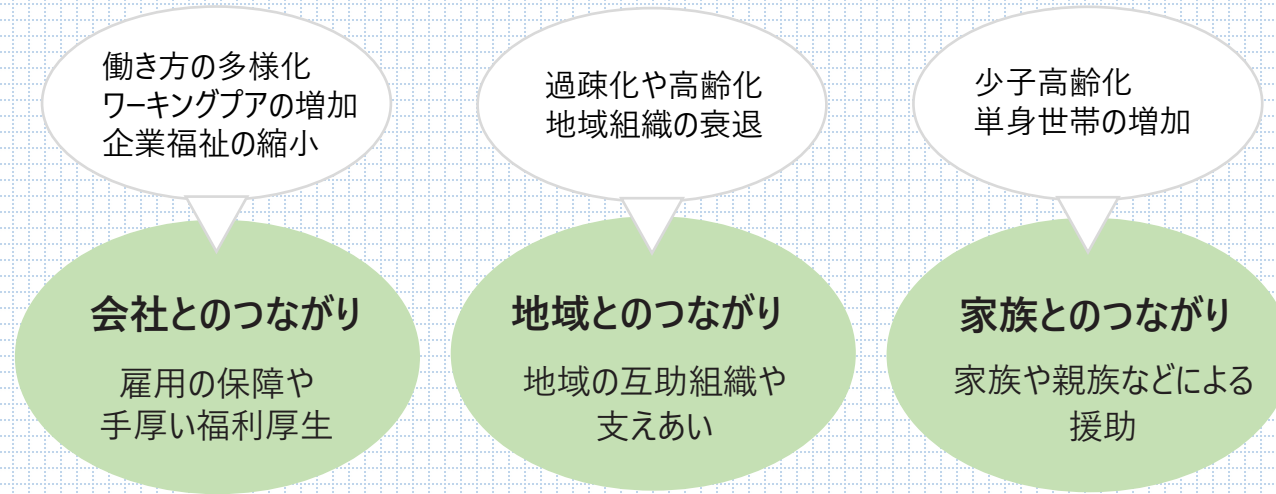 働き方の多様化
ワーキングプアの増加
企業福祉の縮小
過疎化や高齢化
地域組織の衰退
少子高齢化
単身世帯の増加
会社とのつながり
雇用の保障や
手厚い福利厚生
地域とのつながり
地域の互助組織や
支えあい
家族とのつながり
家族や親族などによる
援助